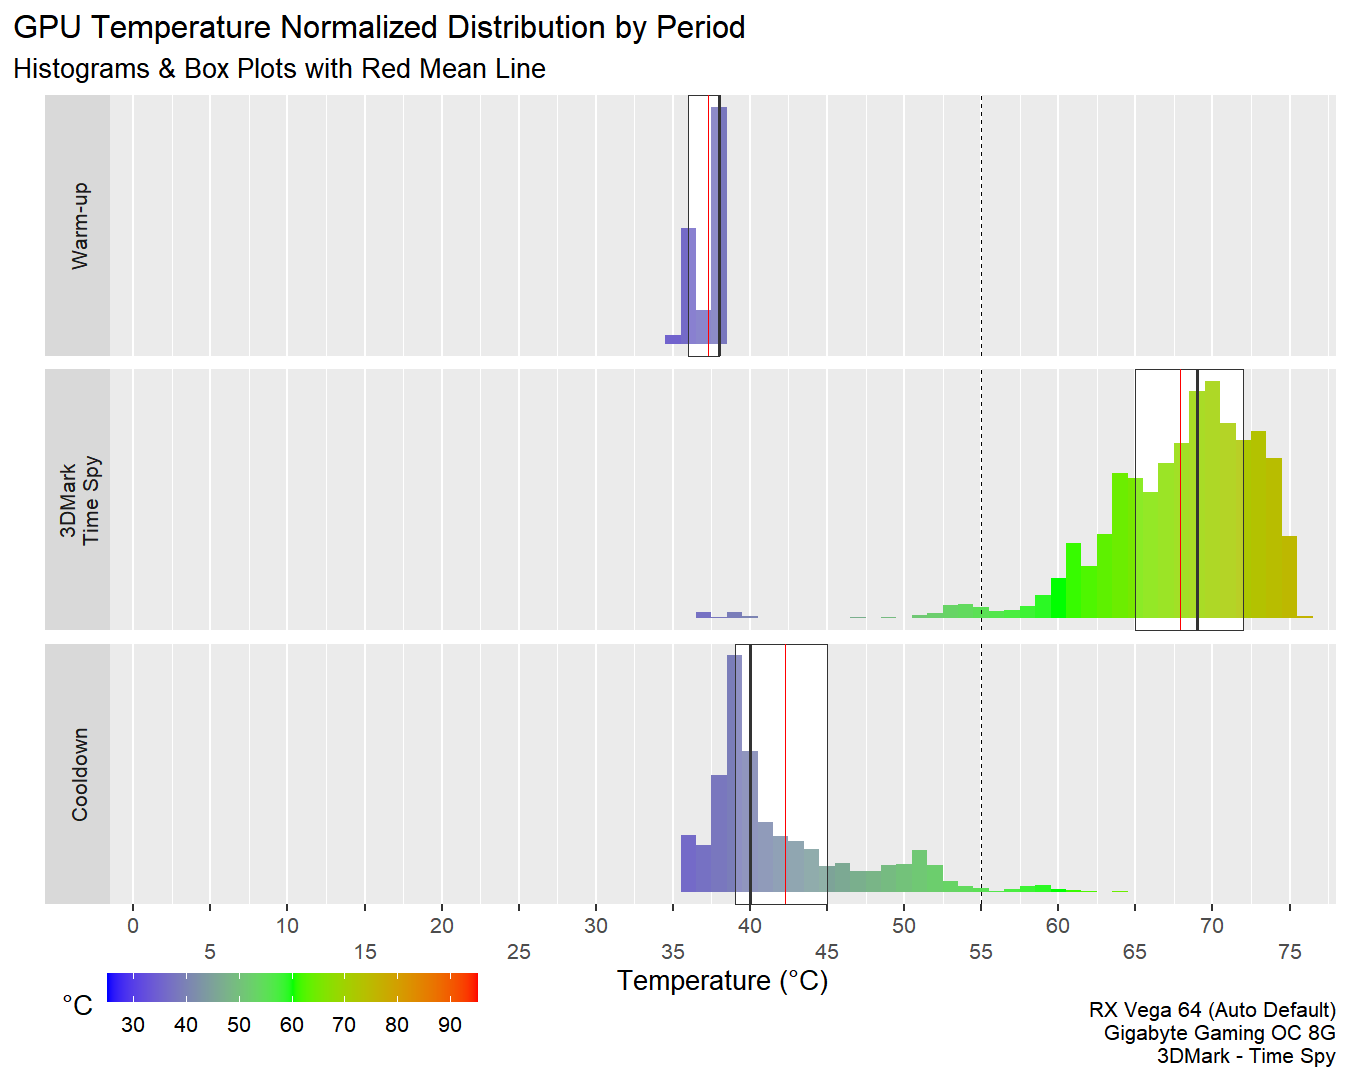 GPU Temperature Normalized Distribution by Period
Histograms & Box Plots with Red Mean Line
Warm-up
3DMark
Time Spy
Cooldown
0 10 20 30 40 50 60 70
5 15 25 35 45 55 65 75
Temperature (°C)
°C
30 40 50 60 70 80 90
RX Vega 64 (Auto Default)
Gigabyte Gaming OC 8G
3DMark - Time Spy